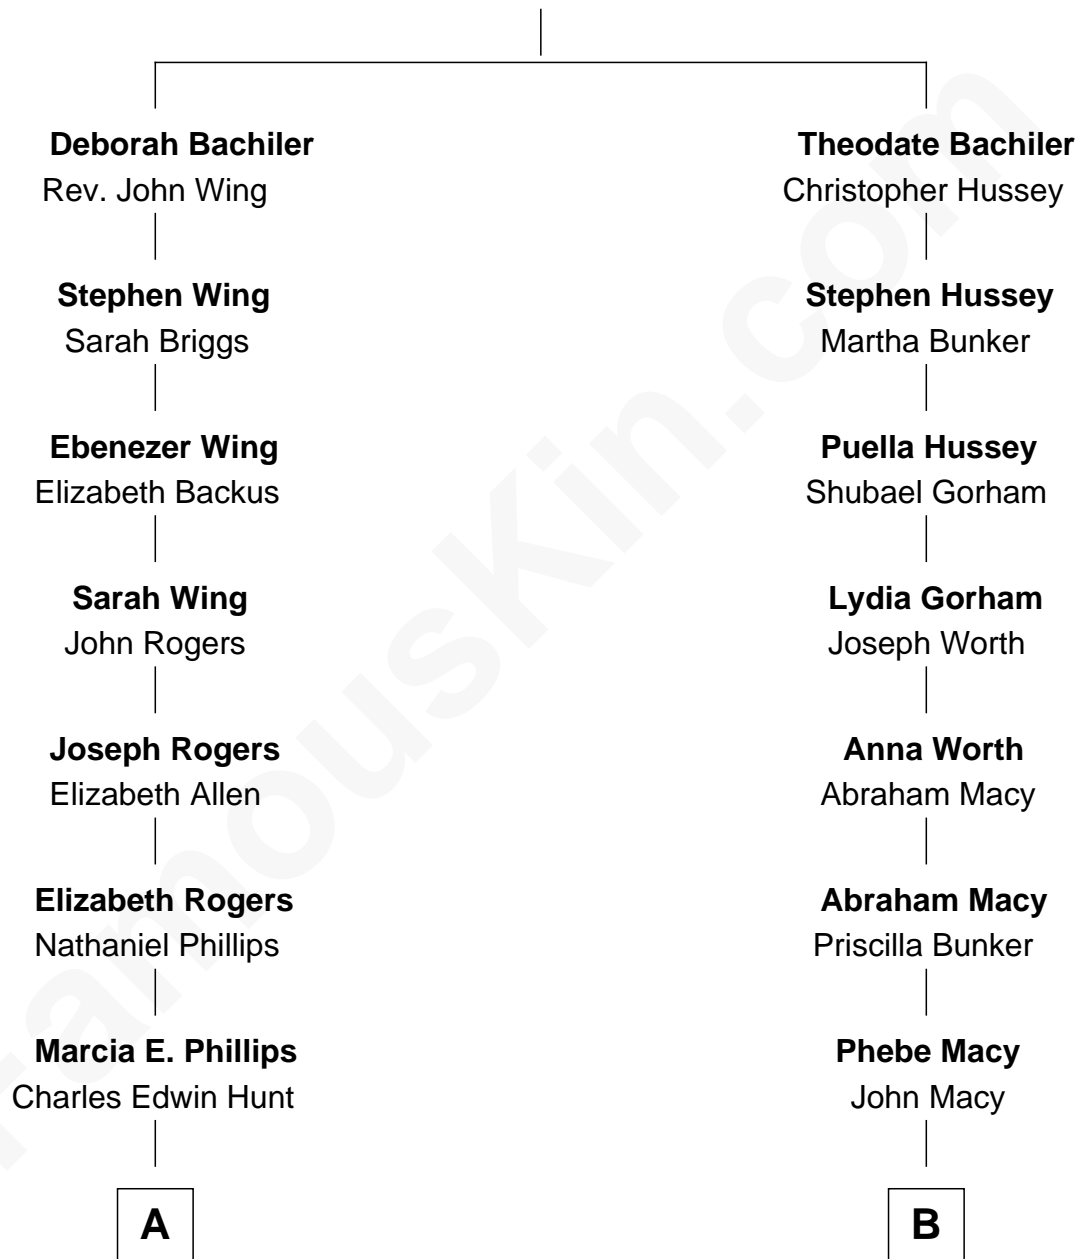 Deborah Bachiler
Rev. John Wing
Stephen Wing
Sarah Briggs
Ebenezer Wing
Elizabeth Backus
Sarah Wing
John Rogers
Joseph Rogers
Elizabeth Allen
Elizabeth Rogers
Nathaniel Phillips
Marcia E. Phillips
Charles Edwin Hunt
A
Theodate Bachiler
Christopher Hussey
Stephen Hussey
Martha Bunker
Puella Hussey
Shubael Gorham
Lydia Gorham
Joseph Worth
Anna Worth
Abraham Macy
Abraham Macy
Priscilla Bunker
Phebe Macy
John Macy
B
FamousKin.com